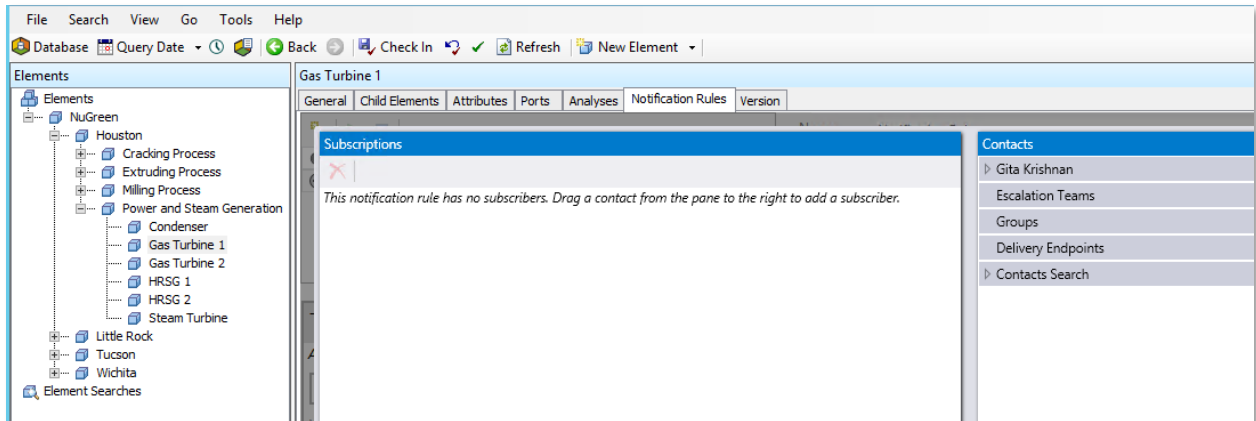 File Search View Go Tools Help
Database Query Date Back Check In Refresh New Element
Elements
Elements
NuGreen
Houston
Cracking Process
Extruding Process
Milling Process
Power and Steam Generation
Condenser
Gas Turbine 1
Gas Turbine 2
HRSG 1
HRSG 2
Steam Turbine
Little Rock
Tucson
Wichita
Element Searches
Gas Turbine 1
General Child Elements Attributes Ports Analyses Notification Rules Version
Subscriptions
This notification rule has no subscribers. Drag a contact from the pane to the right to add a subscriber.
Contacts
Gita Krishnan
Escalation Teams
Groups
Delivery Endpoints
Contacts Search